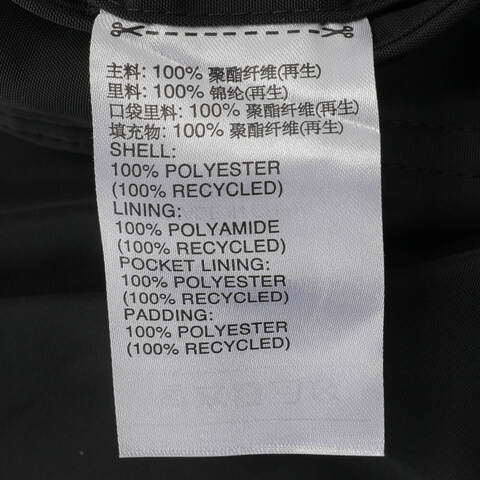 主料: 100% 聚酯纤维(再生)
里料: 100% 锦纶(再生)
口袋里料: 100% 聚酯纤维(再生)
填充物: 100% 聚酯纤维(再生)
SHELL:
100% POLYESTER
(100% RECYCLED)
LINING:
100% POLYAMIDE
(100% RECYCLED)
POCKET LINING:
100% POLYESTER
(100% RECYCLED)
PADDING:
100% POLYESTER
(100% RECYCLED)